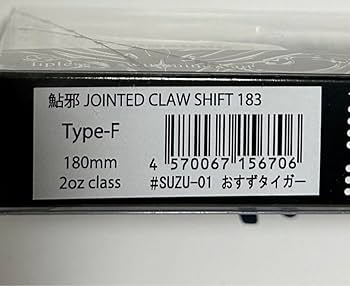 鮎邪 JOINTED CLAW SHIFT 183
Type-F
180mm
2oz class
4 570067 156706
#SUZU-01 おすずタイガー